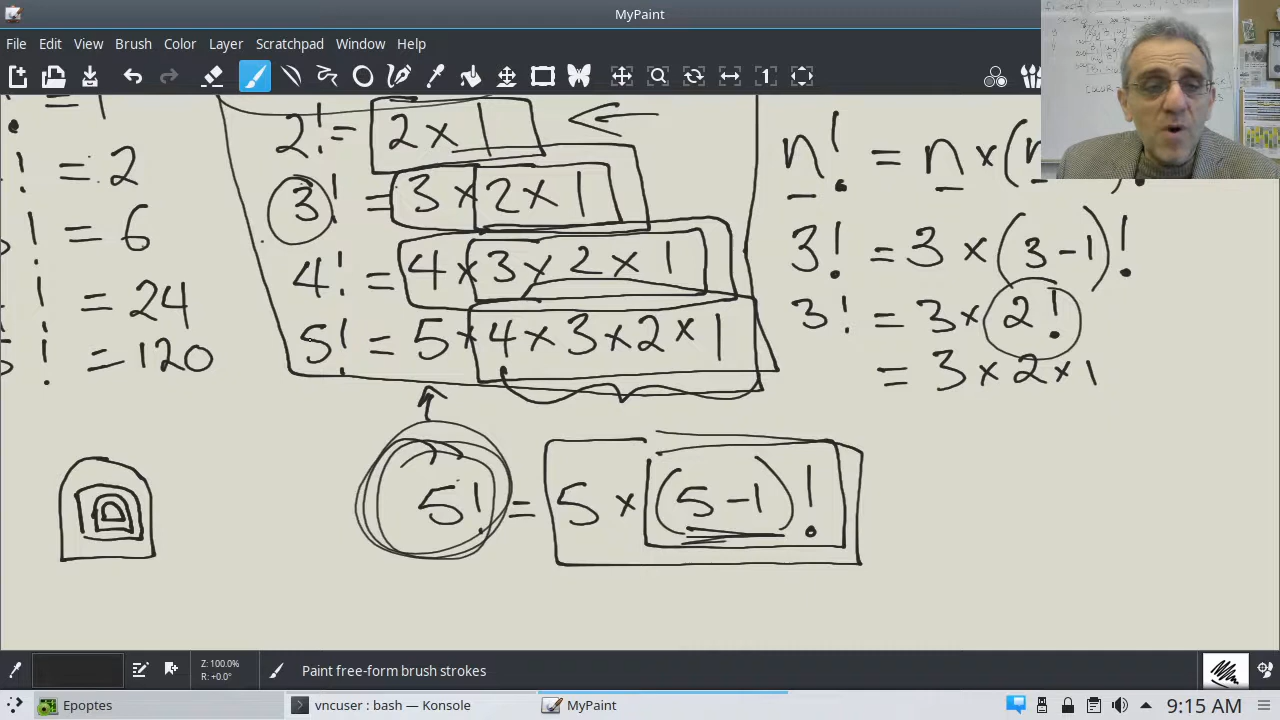 MyPaint
File Edit View Brush Color Layer Scratchpad Window Help
= 1
! = 2
! = 6
! = 24
! = 120
2! = 2 x 1
3! = 3 x 2 x 1
4! = 4 x 3 x 2 x 1
5! = 5 x 4 x 3 x 2 x 1
5! = 5 x (5 - 1)!
n! = n x (
3! = 3 x (3 - 1)!
3! = 3 x 2!
= 3 x 2 x 1
Z: 100.0%
R: +0.0°
Paint free-form brush strokes
Epoptes
vncuser : bash — Konsole
MyPaint
9:15 AM